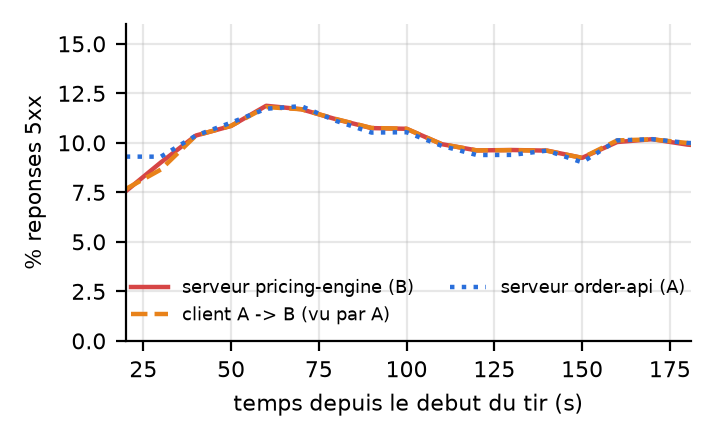 % reponses 5xx
15.0
12.5
10.0
7.5
5.0
2.5
0.0
serveur pricing-engine (B)
serveur order-api (A)
client A -> B (vu par A)
25 50 75 100 125 150 175
temps depuis le debut du tir (s)